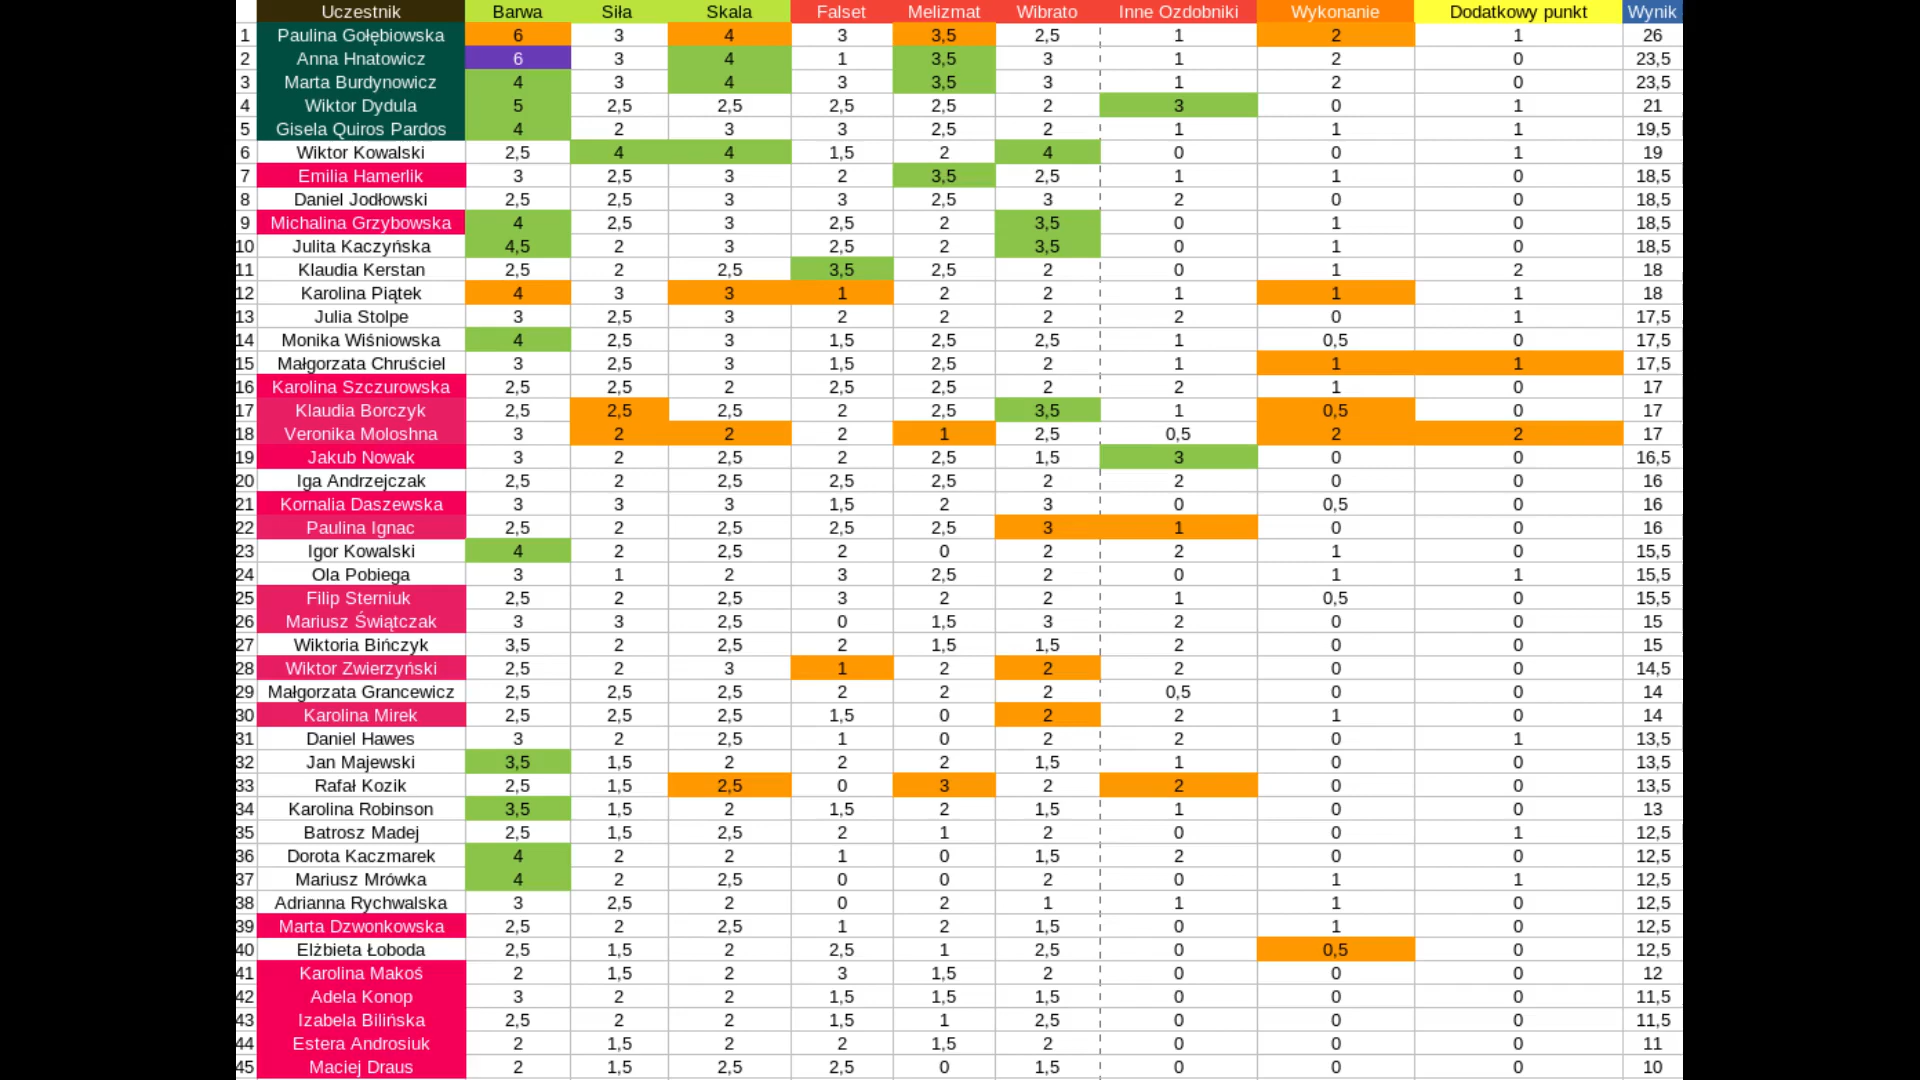 Uczestnik Barwa Siła Skala Falset Melizmat Wibrato Inne Ozdobniki Wykonanie Dodatkowy punkt Wynik
1 Paulina Gołębiowska 6 3 4 3 3,5 2,5 1 2 1 26
2 Anna Hnatowicz 6 3 4 1 3,5 3 1 2 0 23,5
3 Marta Burdynowicz 4 3 4 3 3,5 3 1 2 0 23,5
4 Wiktor Dydula 5 2,5 2,5 2,5 2,5 2 3 0 1 21
5 Gisela Quiros Pardos 4 2 3 3 2,5 2 1 1 1 19,5
6 Wiktor Kowalski 2,5 4 4 1,5 2 4 0 0 1 19
7 Emilia Hamerlik 3 2,5 3 2 3,5 2,5 1 1 0 18,5
8 Daniel Jodłowski 2,5 2,5 3 3 2,5 3 2 0 0 18,5
9 Michalina Grzybowska 4 2,5 3 2,5 2 3,5 0 1 0 18,5
10 Julita Kaczyńska 4,5 2 3 2,5 2 3,5 0 1 0 18,5
11 Klaudia Kerstan 2,5 2 2,5 3,5 2,5 2 0 1 2 18
12 Karolina Piątek 4 3 3 1 2 2 1 1 1 18
13 Julia Stolpe 3 2,5 3 2 2 2 2 0 1 17,5
14 Monika Wiśniowska 4 2,5 3 1,5 2,5 2,5 1 0,5 0 17,5
15 Małgorzata Chruściel 3 2,5 3 1,5 2,5 2 1 1 1 17,5
16 Karolina Szczurowska 2,5 2,5 2 2,5 2,5 2 2 1 0 17
17 Klaudia Borczyk 2,5 2,5 2,5 2 2,5 3,5 1 0,5 0 17
18 Veronika Moloshna 3 2 2 2 1 2,5 0,5 2 2 17
19 Jakub Nowak 3 2 2,5 2 2,5 1,5 3 0 0 16,5
20 Iga Andrzejczak 2,5 2 2,5 2,5 2,5 2 2 0 0 16
21 Kornalia Daszewska 3 3 3 1,5 2 3 0 0,5 0 16
22 Paulina Ignac 2,5 2 2,5 2,5 2,5 3 1 0 0 16
23 Igor Kowalski 4 2 2,5 2 0 2 2 1 0 15,5
24 Ola Pobiega 3 1 2 3 2,5 2 0 1 1 15,5
25 Filip Sterniuk 2,5 2 2,5 3 2 2 1 0,5 0 15,5
26 Mariusz Świątczak 3 3 2,5 0 1,5 3 2 0 0 15
27 Wiktoria Bińczyk 3,5 2 2,5 2 1,5 1,5 2 0 0 15
28 Wiktor Zwierzyński 2,5 2 3 1 2 2 2 0 0 14,5
29 Małgorzata Grancewicz 2,5 2,5 2,5 2 2 2 0,5 0 0 14
30 Karolina Mirek 2,5 2,5 2,5 1,5 0 2 2 1 0 14
31 Daniel Hawes 3 2 2,5 1 0 2 2 0 1 13,5
32 Jan Majewski 3,5 1,5 2 2 2 1,5 1 0 0 13,5
33 Rafał Kozik 2,5 1,5 2,5 0 3 2 2 0 0 13,5
34 Karolina Robinson 3,5 1,5 2 1,5 2 1,5 1 0 0 13
35 Batrosz Madej 2,5 1,5 2,5 2 1 2 0 0 1 12,5
36 Dorota Kaczmarek 4 2 2 1 0 1,5 2 0 0 12,5
37 Mariusz Mrówka 4 2 2,5 0 0 2 0 1 1 12,5
38 Adrianna Rychwalska 3 2,5 2 0 2 1 1 1 0 12,5
39 Marta Dzwonkowska 2,5 2 2,5 1 2 1,5 0 1 0 12,5
40 Elżbieta Łoboda 2,5 1,5 2 2,5 1 2,5 0 0,5 0 12,5
41 Karolina Makoś 2 1,5 2 3 1,5 2 0 0 0 12
42 Adela Konop 3 2 2 1,5 1,5 1,5 0 0 0 11,5
43 Izabela Bilińska 2,5 2 2 1,5 1 2,5 0 0 0 11,5
44 Estera Androsiuk 2 1,5 2 2 1,5 2 0 0 0 11
45 Maciej Draus 2 1,5 2,5 2,5 0 1,5 0 0 0 10